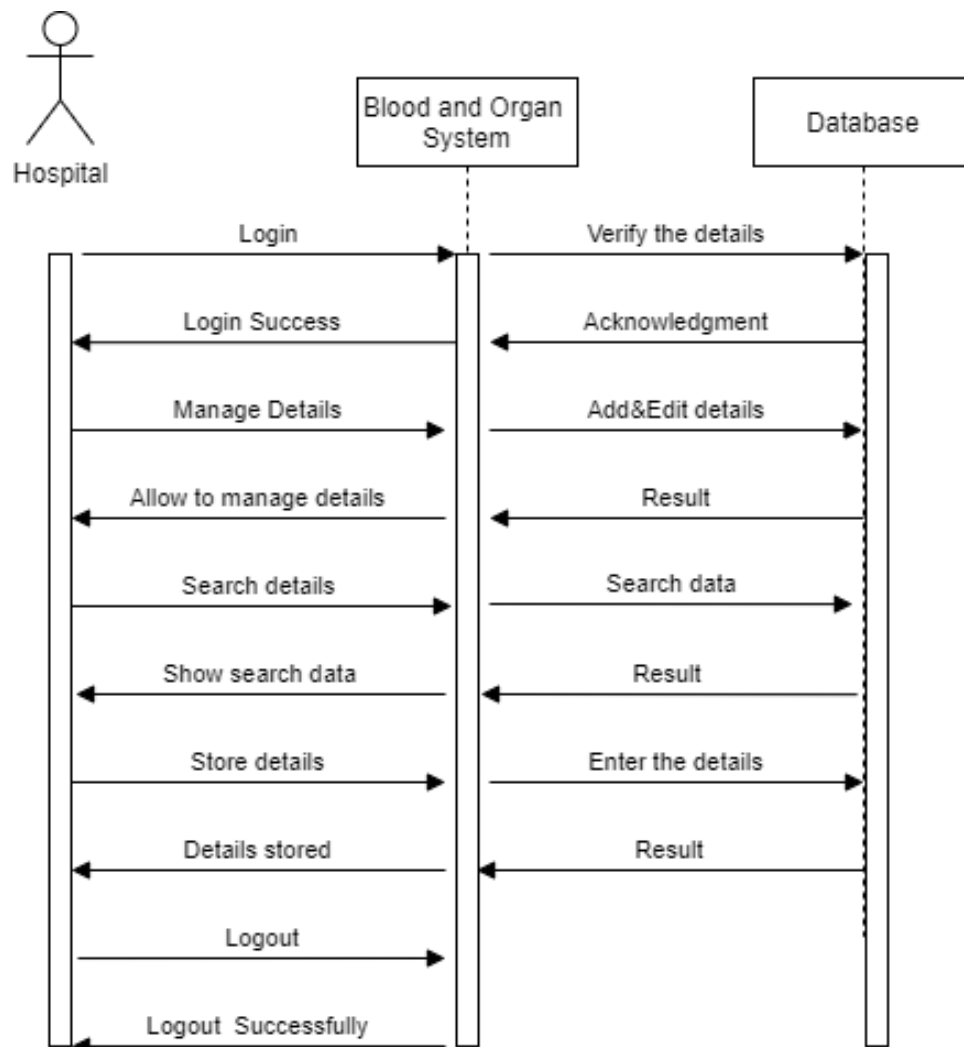 Blood and Organ
System
Database
Hospital
Login
Verify the details
Login Success
Acknowledgment
Manage Details
Add&Edit details
Allow to manage details
Result
Search details
Search data
Show search data
Result
Store details
Enter the details
Details stored
Result
Logout
Logout Successfully